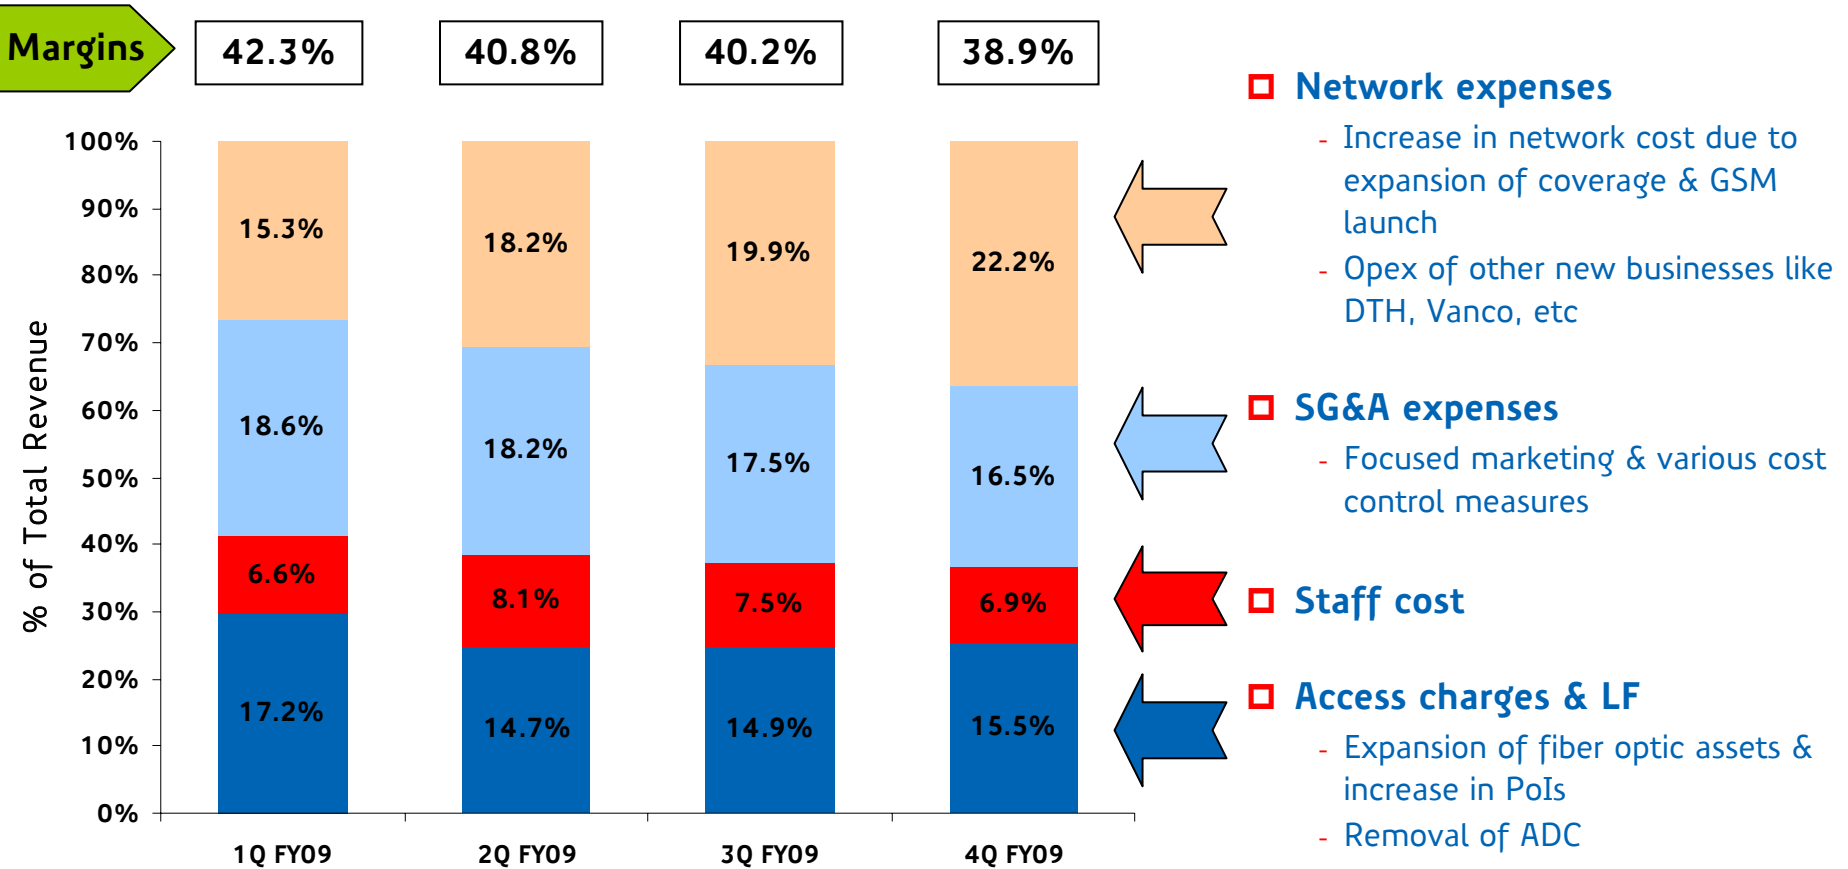 Margins 42.3% 40.8% 40.2% 38.9%
% of Total Revenue
100%
90%
80%
70%
60%
50%
40%
30%
20%
10%
0%
15.3% 18.2% 19.9% 22.2%
18.6% 18.2% 17.5% 16.5%
6.6% 8.1% 7.5% 6.9%
17.2% 14.7% 14.9% 15.5%
1Q FY09 2Q FY09 3Q FY09 4Q FY09
Network expenses
- Increase in network cost due to
expansion of coverage & GSM
launch
- Opex of other new businesses like
DTH, Vanco, etc
SG&A expenses
- Focused marketing & various cost
control measures
Staff cost
Access charges & LF
- Expansion of fiber optic assets &
increase in PoIs
- Removal of ADC